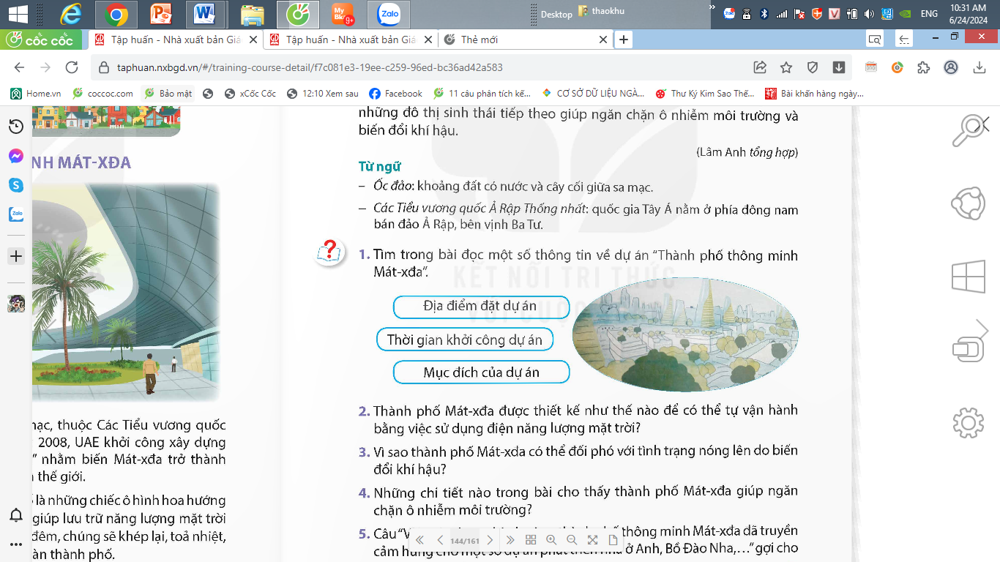 Desktop
thaokhu
»
ENG
10:31 AM
6/24/2024
cốc cốc
Tập huấn - Nhà xuất bản Giá
Tập huấn - Nhà xuất bản Giá
Thẻ mới
taphuan.nxbgd.vn/#/training-course-detail/f7c081e3-19ee-c259-96ed-bc36ad42a583
Home.vn
coccoc.com
Bảo mật
xCốc Cốc
12:10 Xem sau
Facebook
11 câu phân tích kế...
CƠ SỞ DỮ LIỆU NGÀ...
Thư Ký Kim Sao Thế...
Bài khấn hàng ngày...
NH MÁT-XĐA
nạc, thuộc Các Tiểu vương quốc
2008, UAE khởi công xây dựng
” nhằm biến Mát-xđa trở thành
thế giới.
là những chiếc ô hình hoa hướng
giúp lưu trữ năng lượng mặt trời
đêm, chúng sẽ khép lại, toả nhiệt,
àn thành phố.
những đô thị sinh thái tiếp theo giúp ngăn chặn ô nhiễm môi trường và
biến đổi khí hậu.
(Lâm Anh tổng hợp)
Từ ngữ
– Ốc đảo: khoảng đất có nước và cây cối giữa sa mạc.
– Các Tiểu vương quốc Ả Rập Thống nhất: quốc gia Tây Á nằm ở phía đông nam
bán đảo Ả Rập, bên vịnh Ba Tư.
1. Tìm trong bài đọc một số thông tin về dự án “Thành phố thông minh
Mát-xđa”.
KẾT NỐI TRI THỨC
VỚI CUỘC
Địa điểm đặt dự án
Thời gian khởi công dự án
Mục đích của dự án
2. Thành phố Mát-xđa được thiết kế như thế nào để có thể tự vận hành
bằng việc sử dụng điện năng lượng mặt trời?
3. Vì sao thành phố Mát-xđa có thể đối phó với tình trạng nóng lên do biến
đổi khí hậu?
4. Những chi tiết nào trong bài cho thấy thành phố Mát-xđa giúp ngăn
chặn ô nhiễm môi trường?
5. Câu “V thông minh Mát-xđa đã truyền
cảm hứng cho một số dự án phát triển như ở Anh, Bồ Đào Nha,...” gợi cho
144/161